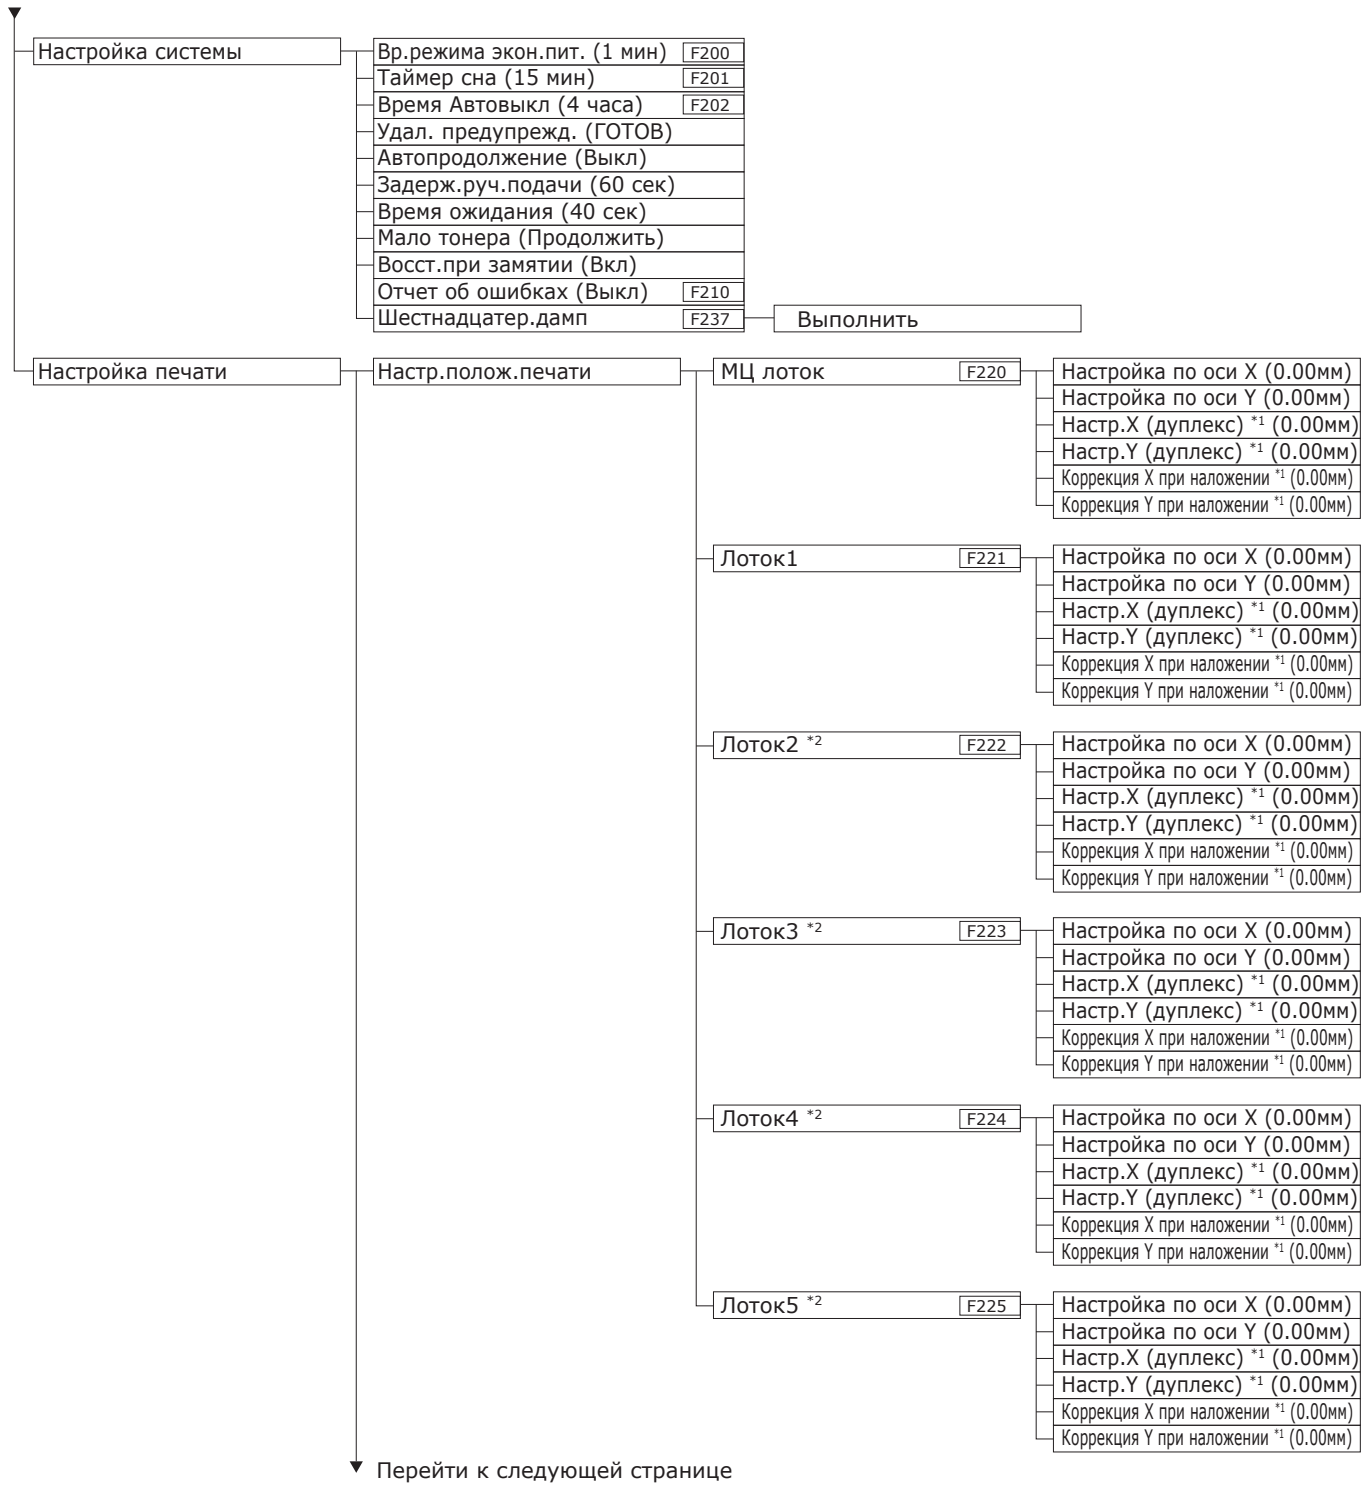 Настройка системы
Вр.режима экон.пит. (1 мин) F200
Таймер сна (15 мин) F201
Время Автовыкл (4 часа) F202
Удал. предупрежд. (ГОТОВ)
Автопродолжение (Выкл)
Задерж.руч.подачи (60 сек)
Время ожидания (40 сек)
Мало тонера (Продолжить)
Восст.при замятии (Вкл)
Отчет об ошибках (Выкл) F210
Шестнадцатер.дамп F237
Выполнить
Настройка печати
Настр.полож.печати
МЦ лоток F220
Настройка по оси X (0.00мм)
Настройка по оси Y (0.00мм)
Настр.X (дуплекс) *1 (0.00мм)
Настр.Y (дуплекс) *1 (0.00мм)
Коррекция X при наложении *1 (0.00мм)
Коррекция Y при наложении *1 (0.00мм)
Лоток1 F221
Настройка по оси X (0.00мм)
Настройка по оси Y (0.00мм)
Настр.X (дуплекс) *1 (0.00мм)
Настр.Y (дуплекс) *1 (0.00мм)
Коррекция X при наложении *1 (0.00мм)
Коррекция Y при наложении *1 (0.00мм)
Лоток2 *2 F222
Настройка по оси X (0.00мм)
Настройка по оси Y (0.00мм)
Настр.X (дуплекс) *1 (0.00мм)
Настр.Y (дуплекс) *1 (0.00мм)
Коррекция X при наложении *1 (0.00мм)
Коррекция Y при наложении *1 (0.00мм)
Лоток3 *2 F223
Настройка по оси X (0.00мм)
Настройка по оси Y (0.00мм)
Настр.X (дуплекс) *1 (0.00мм)
Настр.Y (дуплекс) *1 (0.00мм)
Коррекция X при наложении *1 (0.00мм)
Коррекция Y при наложении *1 (0.00мм)
Лоток4 *2 F224
Настройка по оси X (0.00мм)
Настройка по оси Y (0.00мм)
Настр.X (дуплекс) *1 (0.00мм)
Настр.Y (дуплекс) *1 (0.00мм)
Коррекция X при наложении *1 (0.00мм)
Коррекция Y при наложении *1 (0.00мм)
Лоток5 *2 F225
Настройка по оси X (0.00мм)
Настройка по оси Y (0.00мм)
Настр.X (дуплекс) *1 (0.00мм)
Настр.Y (дуплекс) *1 (0.00мм)
Коррекция X при наложении *1 (0.00мм)
Коррекция Y при наложении *1 (0.00мм)
Перейти к следующей странице